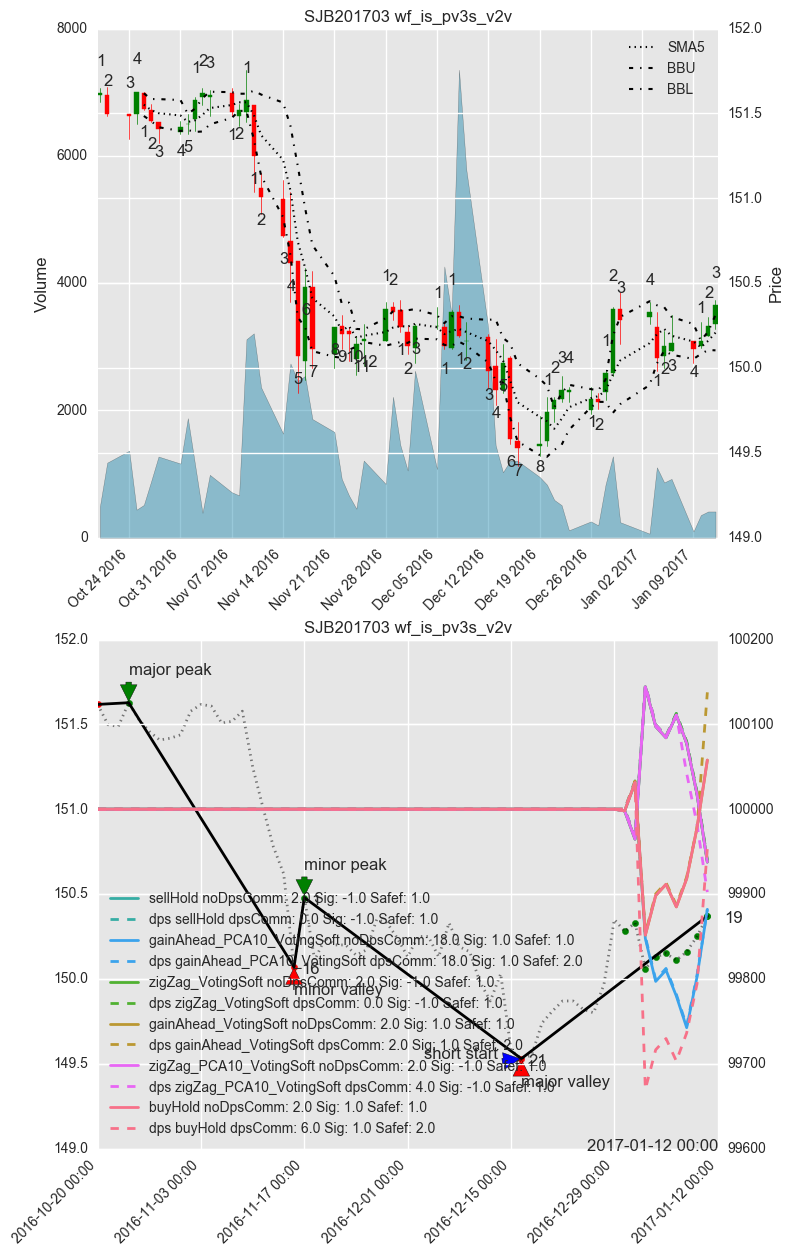 SJB201703 wf_is_pv3s_v2v
8000
6000
4000
2000
0
Volume
152.0
151.5
151.0
150.5
150.0
149.5
149.0
Price
SMA5
BBU
BBL
Oct 24 2016
Oct 31 2016
Nov 07 2016
Nov 14 2016
Nov 21 2016
Nov 28 2016
Dec 05 2016
Dec 12 2016
Dec 19 2016
Dec 26 2016
Jan 02 2017
Jan 09 2017
SJB201703 wf_is_pv3s_v2v
152.0
151.5
151.0
150.5
150.0
149.5
149.0
100200
100100
100000
99900
99800
99700
99600
major peak
minor peak
16
minor valley
short start
21
major valley
19
sellHold noDpsComm: 2.0 Sig: -1.0 Safef: 1.0
dps sellHold dpsComm: 0.0 Sig: -1.0 Safef: 1.0
gainAhead_PCA10_VotingSoft noDpsComm: 18.0 Sig: 1.0 Safef: 1.0
dps gainAhead_PCA10_VotingSoft dpsComm: 18.0 Sig: 1.0 Safef: 2.0
zigZag_VotingSoft noDpsComm: 2.0 Sig: -1.0 Safef: 1.0
dps zigZag_VotingSoft dpsComm: 0.0 Sig: -1.0 Safef: 1.0
gainAhead_VotingSoft noDpsComm: 2.0 Sig: 1.0 Safef: 1.0
dps gainAhead_VotingSoft dpsComm: 2.0 Sig: 1.0 Safef: 2.0
zigZag_PCA10_VotingSoft noDpsComm: 2.0 Sig: -1.0 Safef: 1.0
dps zigZag_PCA10_VotingSoft dpsComm: 4.0 Sig: -1.0 Safef: 1.0
buyHold noDpsComm: 2.0 Sig: 1.0 Safef: 1.0
dps buyHold dpsComm: 6.0 Sig: 1.0 Safef: 2.0
2017-01-12 00:00
2016-10-20 00:00
2016-11-03 00:00
2016-11-17 00:00
2016-12-01 00:00
2016-12-15 00:00
2016-12-29 00:00
2017-01-12 00:00